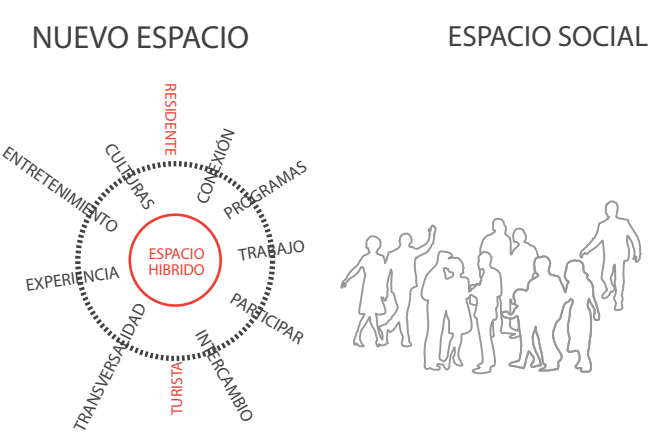 NUEVO ESPACIO
ESPACIO SOCIAL
RESIDENTE
CONEXIÓN
PROGRAMAS
TRABAJO
PARTICIPAR
INTERCAMBIO
TURISTA
TRANSVERSALIDAD
EXPERIENCIA
ENTRETENIMIENTO
CULTURAS
ESPACIO
HIBRIDO